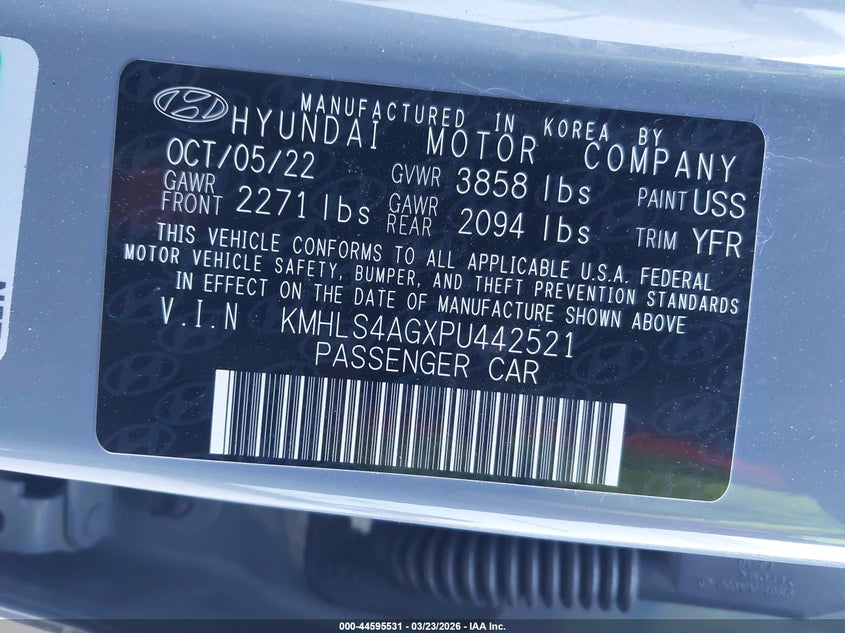 MANUFACTURED IN KOREA BY
HYUNDAI MOTOR COMPANY
OCT/05/22 GVWR 3858 lbs PAINT USS
GAWR FRONT 2271 lbs GAWR REAR 2094 lbs TRIM YFR
THIS VEHICLE CONFORMS TO ALL APPLICABLE U.S.A. FEDERAL
MOTOR VEHICLE SAFETY, BUMPER, AND THEFT PREVENTION STANDARDS
IN EFFECT ON THE DATE OF MANUFACTURE SHOWN ABOVE
V.I.N KMHLS4AGXPU442521
PASSENGER CAR
000-44595531 - 03/23/2026 - IAA Inc.